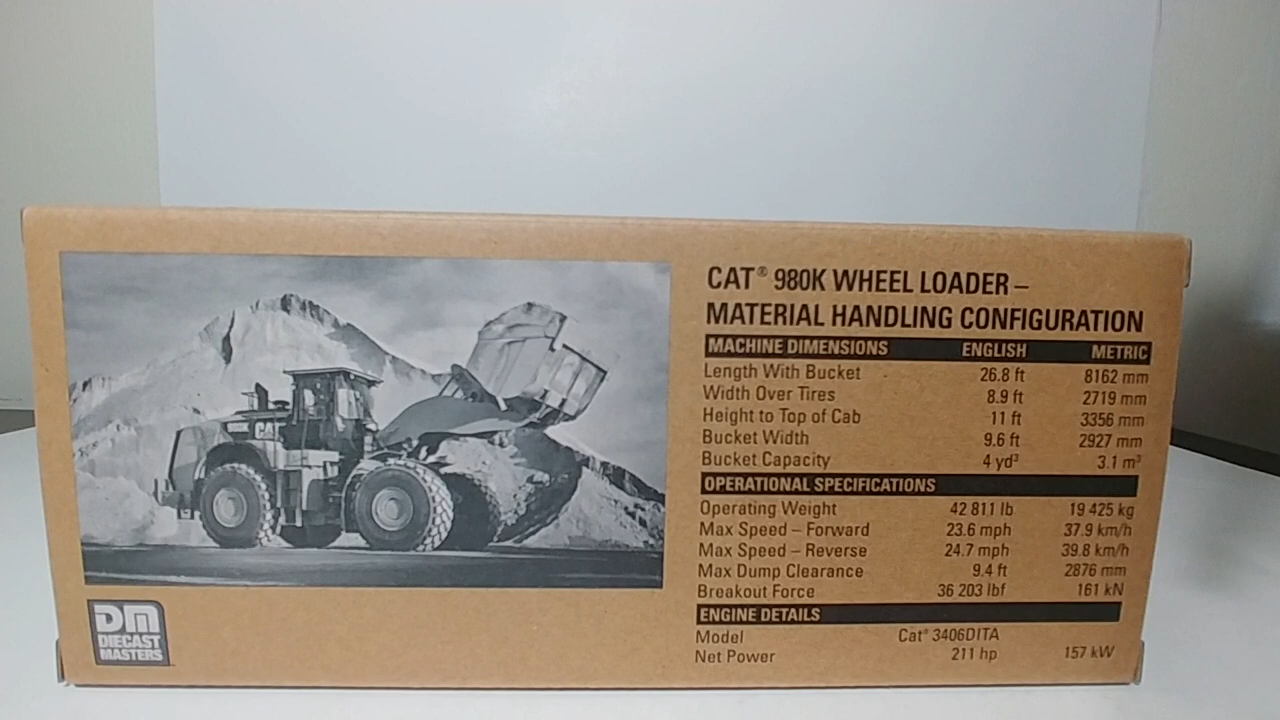 CAT® 980K WHEEL LOADER –
MATERIAL HANDLING CONFIGURATION
MACHINE DIMENSIONS ENGLISH METRIC
Length With Bucket 26.8 ft 8162 mm
Width Over Tires 8.9 ft 2719 mm
Height to Top of Cab 11 ft 3356 mm
Bucket Width 9.6 ft 2927 mm
Bucket Capacity 4 yd³ 3.1 m³
OPERATIONAL SPECIFICATIONS
Operating Weight 42 811 lb 19 425 kg
Max Speed – Forward 23.6 mph 37.9 km/h
Max Speed – Reverse 24.7 mph 39.8 km/h
Max Dump Clearance 9.4 ft 2876 mm
Breakout Force 36 203 lbf 161 kN
ENGINE DETAILS
Model Cat® 3406DITA
Net Power 211 hp 157 kW
CAT
DM
DIECAST
MASTERS